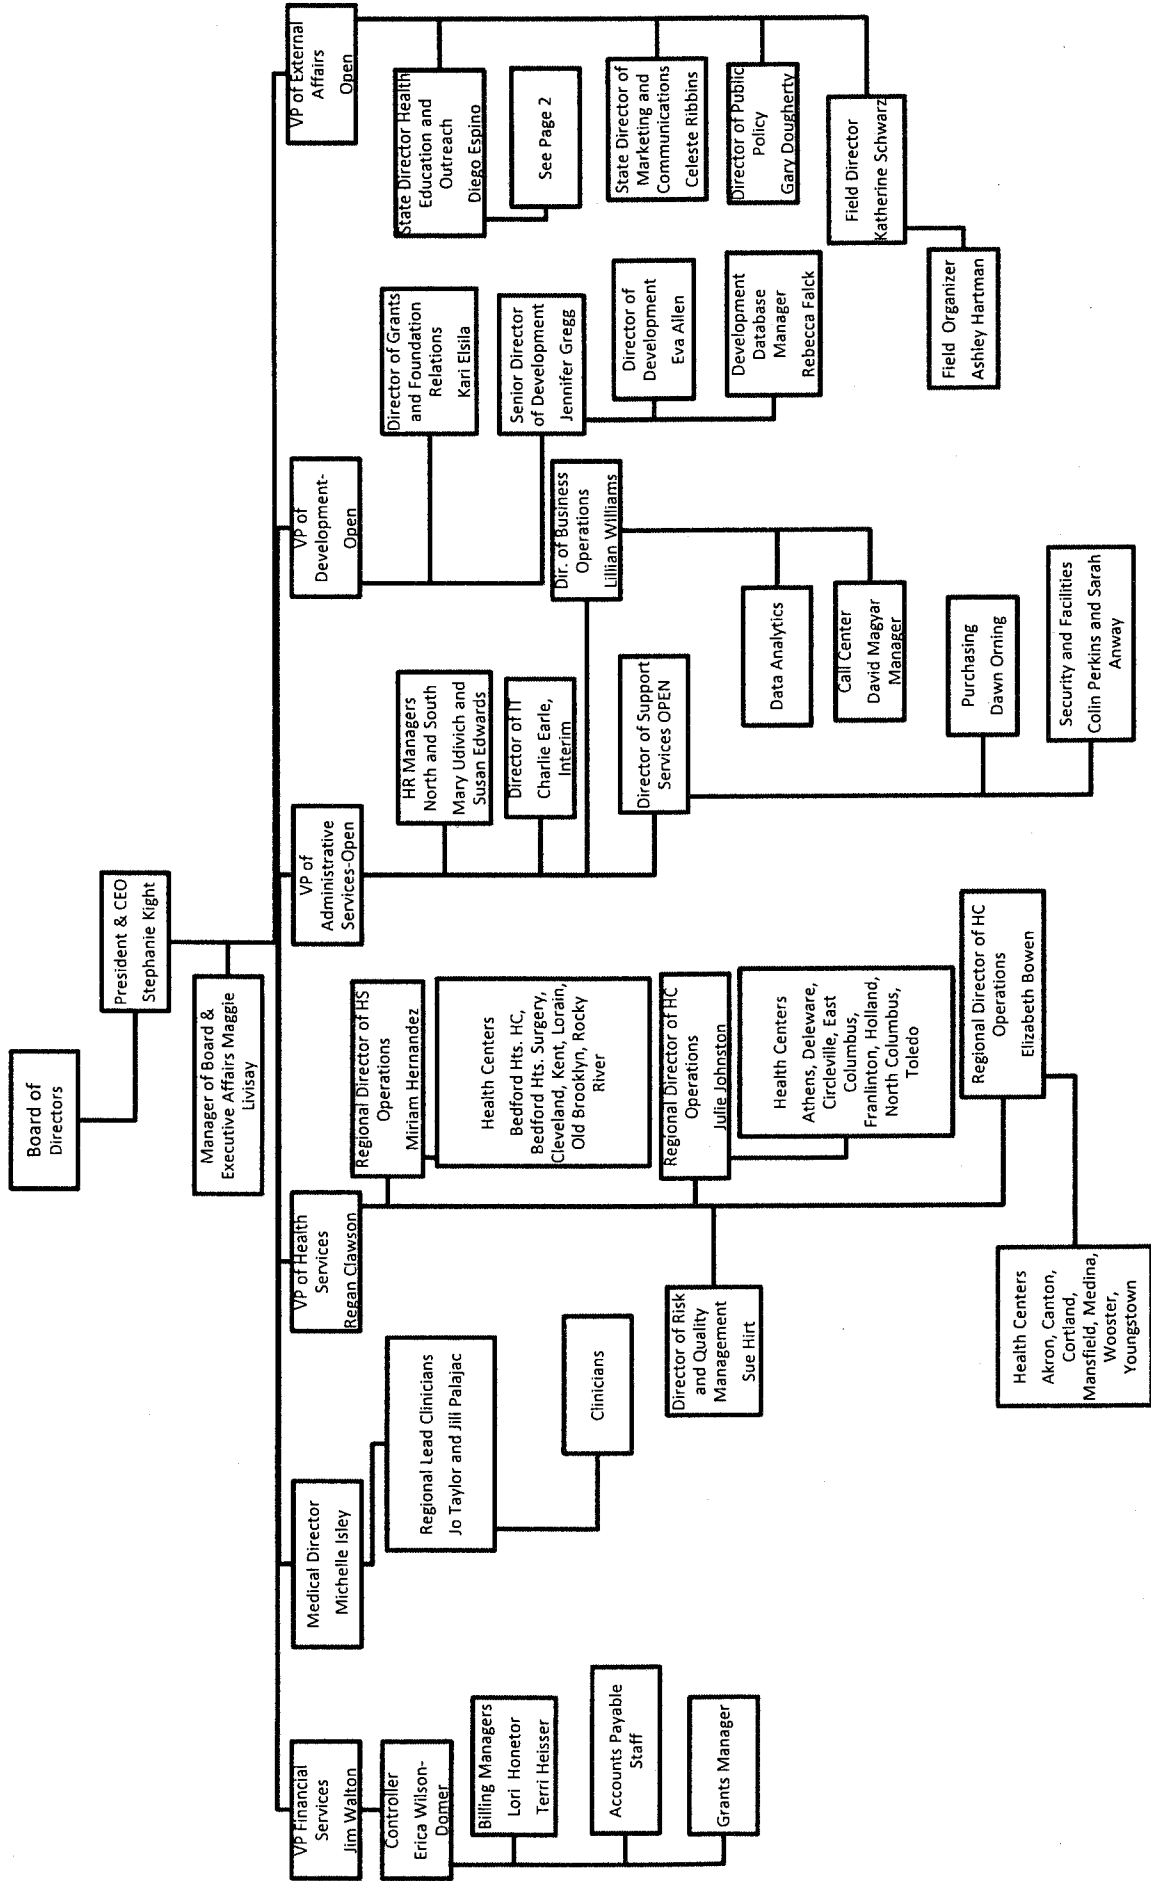 Board of
Directors
President & CEO
Stephanie Kight
Manager of Board &
Executive Affairs Maggie
Livisay
VP Financial
Services
Jim Walton
Controller
Erica Wilson-
Domer
Billing Managers
Lori Honetor
Terri Heisser
Accounts Payable
Staff
Grants Manager
Medical Director
Michelle Isley
Regional Lead Clinicians
Jo Taylor and Jill Palajac
Clinicians
VP of Health
Services
Regan Clawson
Regional Director of HS
Operations
Miriam Hernandez
Health Centers
Bedford Hts. HC,
Bedford Hts. Surgery,
Cleveland, Kent, Lorain,
Old Brooklyn, Rocky
River
Regional Director of HC
Operations
Julie Johnston
Health Centers
Athens, Deleware,
Circleville, East
Columbus,
Franlinton, Holland,
North Columbus,
Toledo
Director of Risk
and Quality
Management
Sue Hirt
Regional Director of HC
Operations
Elizabeth Bowen
Health Centers
Akron, Canton,
Cortland,
Mansfield, Medina,
Wooster,
Youngstown
VP of
Administrative
Services-Open
HR Managers
North and South
Mary Udivich and
Susan Edwards
Director of IT
Charlie Earle,
Interim
Dir. of Business
Operations
Lillian Williams
Director of Support
Services OPEN
Data Analytics
Call Center
David Magyar
Manager
Purchasing
Dawn Orning
Security and Facilities
Colin Perkins and Sarah
Anway
VP of
Development-
Open
Director of Grants
and Foundation
Relations
Kari Elsila
Senior Director
of Development
Jennifer Gregg
Director of
Development
Eva Allen
Development
Database
Manager
Rebecca Falck
VP of External
Affairs
Open
State Director Health
Education and
Outreach
Diego Espino
See Page 2
State Director of
Marketing and
Communications
Celeste Ribbins
Director of Public
Policy
Gary Dougherty
Field Director
Katherine Schwarz
Field Organizer
Ashley Hartman